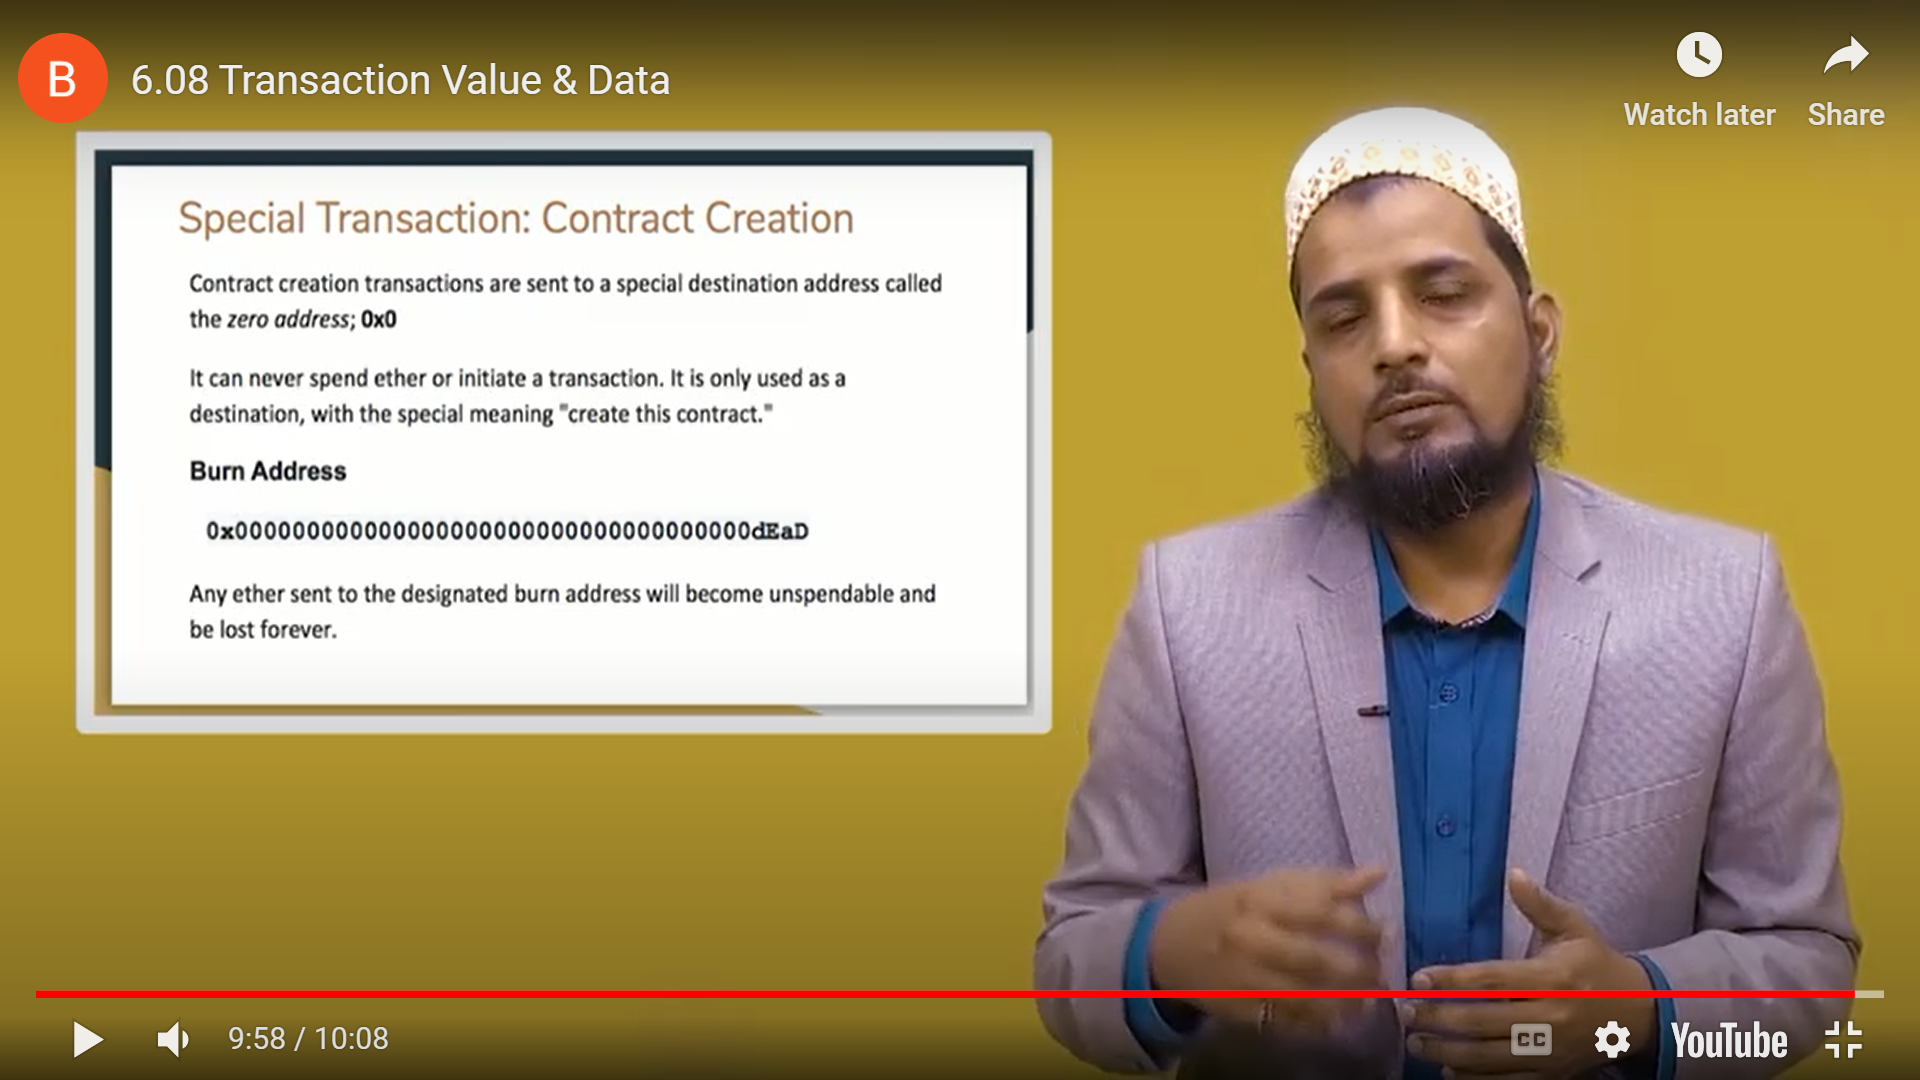 B
6.08 Transaction Value & Data
Watch later
Share
Special Transaction: Contract Creation
Contract creation transactions are sent to a special destination address called
the zero address; 0x0
It can never spend ether or initiate a transaction. It is only used as a
destination, with the special meaning "create this contract."
Burn Address
0x000000000000000000000000000000000000dEaD
Any ether sent to the designated burn address will become unspendable and
be lost forever.
9:58 / 10:08
CC
YouTube